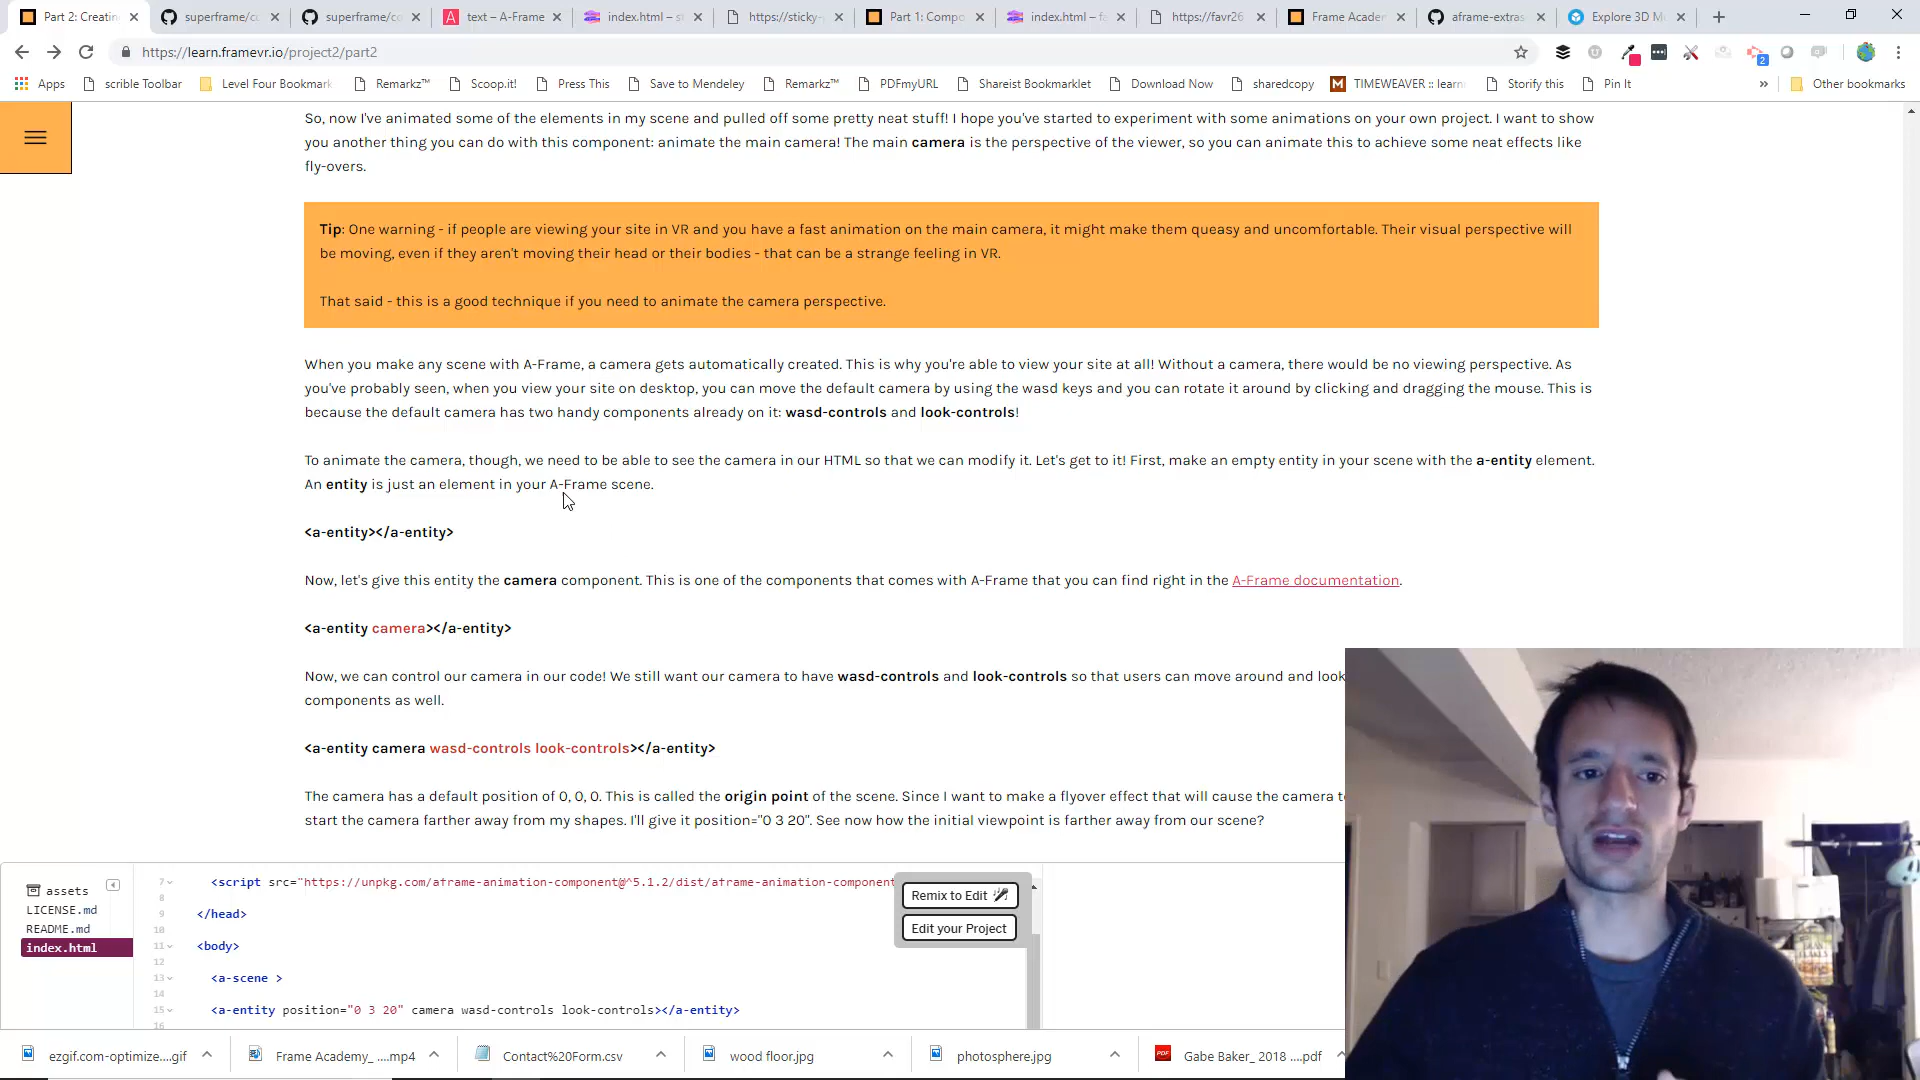 Part 2: Creatin
superframe/co
superframe/co
text – A-Frame
index.html – st
https://sticky-
Part 1: Compo
index.html – fa
https://favr26
Frame Acade
aframe-extras
Explore 3D M
https://learn.framevr.io/project2/part2
2
Apps
scrible Toolbar
Level Four Bookmark
Remarkz™
Scoop.it!
Press This
Save to Mendeley
Remarkz™
PDFmyURL
Shareist Bookmarklet
Download Now
sharedcopy
M
TIMEWEAVER :: learn
Storify this
Pin It
»
Other bookmarks
So, now I've animated some of the elements in my scene and pulled off some pretty neat stuff! I hope you've started to experiment with some animations on your own project. I want to show
you another thing you can do with this component: animate the main camera! The main camera is the perspective of the viewer, so you can animate this to achieve some neat effects like
fly-overs.
Tip: One warning - if people are viewing your site in VR and you have a fast animation on the main camera, it might make them queasy and uncomfortable. Their visual perspective will
be moving, even if they aren't moving their head or their bodies - that can be a strange feeling in VR.
That said - this is a good technique if you need to animate the camera perspective.
When you make any scene with A-Frame, a camera gets automatically created. This is why you're able to view your site at all! Without a camera, there would be no viewing perspective. As
you've probably seen, when you view your site on desktop, you can move the default camera by using the wasd keys and you can rotate it around by clicking and dragging the mouse. This is
because the default camera has two handy components already on it: wasd-controls and look-controls!
To animate the camera, though, we need to be able to see the camera in our HTML so that we can modify it. Let's get to it! First, make an empty entity in your scene with the a-entity element.
An entity is just an element in your A-Frame scene.
<a-entity></a-entity>
Now, let's give this entity the camera component. This is one of the components that comes with A-Frame that you can find right in the A-Frame documentation.
<a-entity camera></a-entity>
Now, we can control our camera in our code! We still want our camera to have wasd-controls and look-controls so that users can move around and look
components as well.
<a-entity camera wasd-controls look-controls></a-entity>
The camera has a default position of 0, 0, 0. This is called the origin point of the scene. Since I want to make a flyover effect that will cause the camera t
start the camera farther away from my shapes. I'll give it position="0 3 20". See now how the initial viewpoint is farther away from our scene?
assets
LICENSE.md
README.md
index.html
7 <script src="https://unpkg.com/aframe-animation-component@^5.1.2/dist/aframe-animation-component
8
9 </head>
10
11 <body>
12
13 <a-scene >
14
15 <a-entity position="0 3 20" camera wasd-controls look-controls></a-entity>
16
Remix to Edit
Edit your Project
ezgif.com-optimize....gif
Frame Academy_ ....mp4
Contact%20Form.csv
wood floor.jpg
photosphere.jpg
PDF
Gabe Baker_ 2018 ....pdf